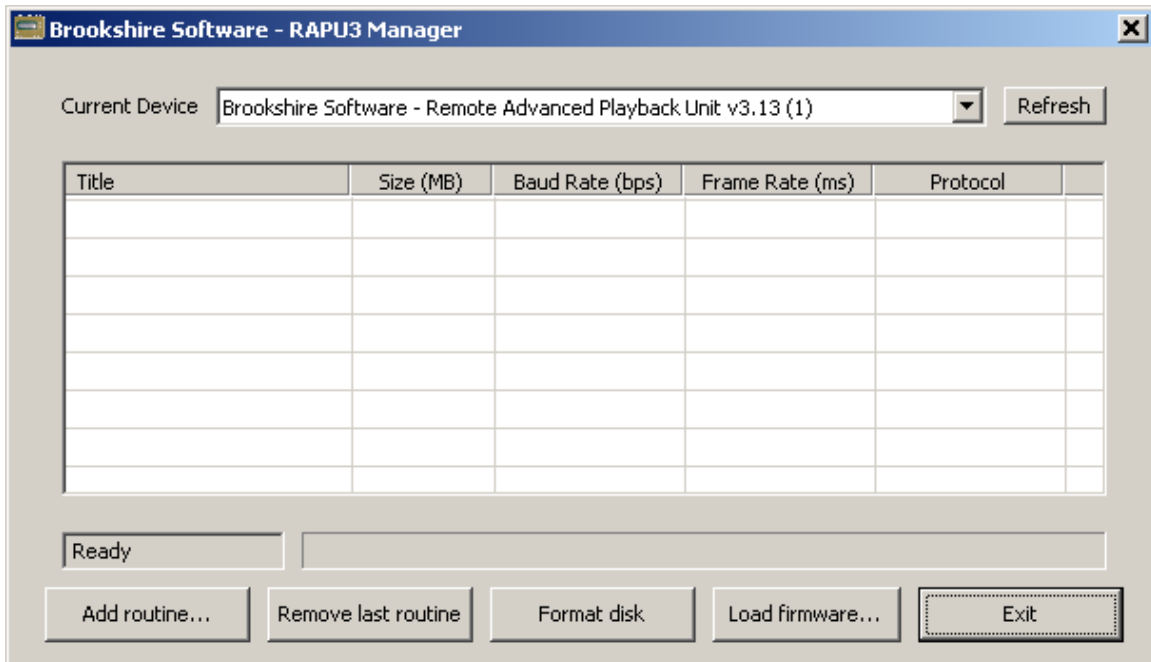 Brookshire Software - RAPU3 Manager
Current Device Brookshire Software - Remote Advanced Playback Unit v3.13 (1) Refresh
Title Size (MB) Baud Rate (bps) Frame Rate (ms) Protocol
Ready
Add routine... Remove last routine Format disk Load firmware... Exit